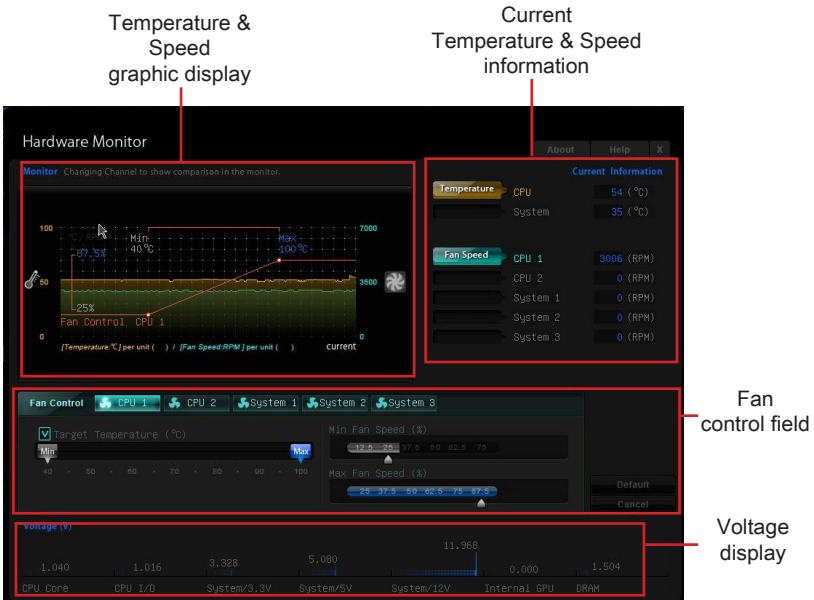 Temperature &
Speed
graphic display
Current
Temperature & Speed
information
Hardware Monitor
About Help X
Monitor Changing Channel to show comparison in the monitor.
100 °C / RPM 7000
Min 40°C
Max 100°C
87.5%
50 3500
25%
Fan Control CPU 1
0 0
[Temperature:℃] per unit ( ) / [Fan Speed:RPM] per unit ( ) current
Current Information
Temperature CPU 54 (°C)
System 35 (°C)
Fan Speed CPU 1 3006 (RPM)
CPU 2 0 (RPM)
System 1 0 (RPM)
System 2 0 (RPM)
System 3 0 (RPM)
Fan Control CPU 1 CPU 2 System 1 System 2 System 3
Target Temperature (°C)
Min Max
40 50 60 70 80 90 100
Min Fan Speed (%)
12.5 25 37.5 50 62.5 75
Max Fan Speed (%)
25 37.5 50 62.5 75 87.5
Default
Cancel
Fan
control field
Voltage (V)
1.040 1.016 3.328 5.080 11.968 0.000 1.504
CPU Core CPU I/O System/3.3V System/5V System/12V Internal GPU DRAM
Voltage
display